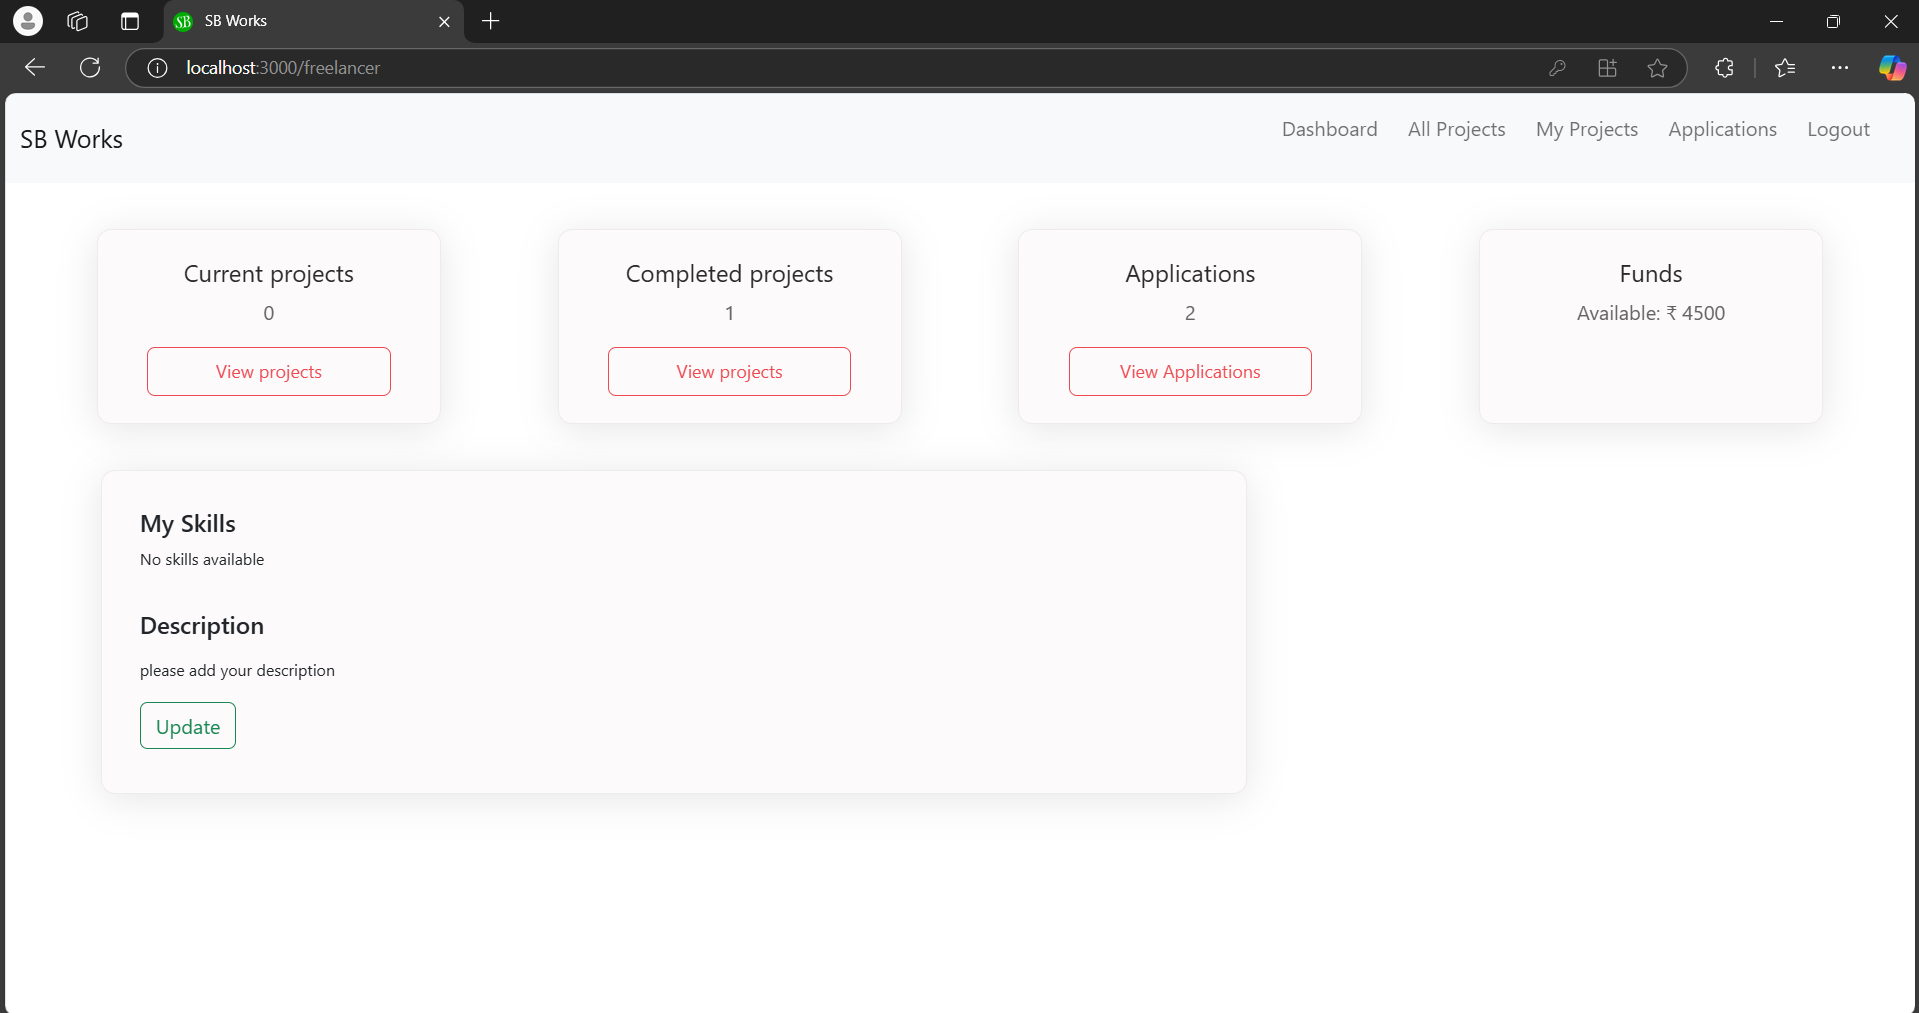 SB Works
localhost:3000/freelancer
SB Works
Dashboard All Projects My Projects Applications Logout
Current projects
0
View projects
Completed projects
1
View projects
Applications
2
View Applications
Funds
Available: ₹ 4500
My Skills
No skills available
Description
please add your description
Update